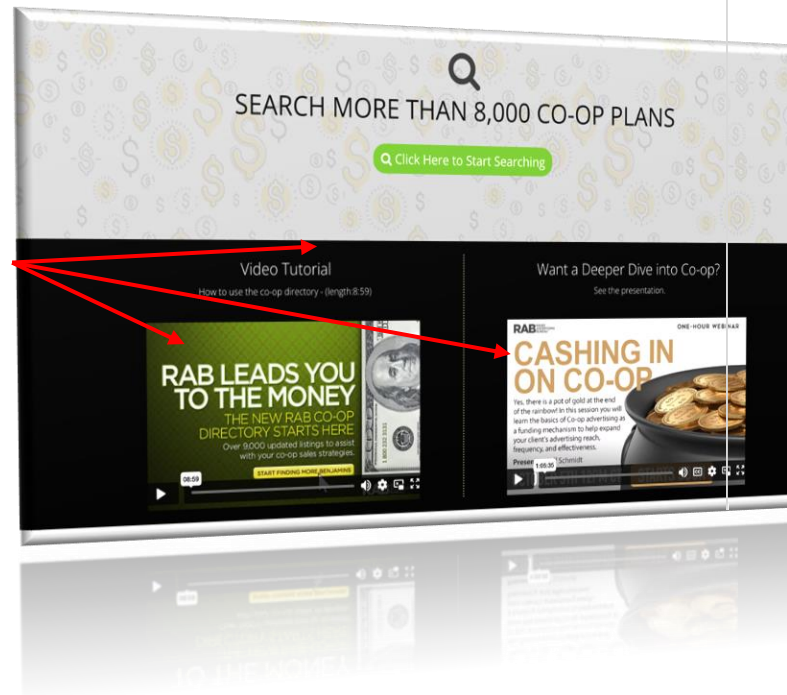 SEARCH MORE THAN 8,000 CO-OP PLANS
Click Here to Start Searching
Video Tutorial
How to use the co-op directory - (length:8:59)
RAB LEADS YOU
TO THE MONEY
THE NEW RAB CO-OP
DIRECTORY STARTS HERE
Over 9,000 updated listings to assist
with your co-op sales strategies.
START FINDING MORE BENJAMINS
08:59
Want a Deeper Dive into Co-op?
See the presentation.
RAB
ONE-HOUR WEBINAR
CASHING IN
ON CO-OP
Yes, there is a pot of gold at the end
of the rainbow! In this session you will
learn the basics of Co-op advertising as
a funding mechanism to help expand
your client's advertising reach,
frequency, and effectiveness.
Schmidt
1:05:35